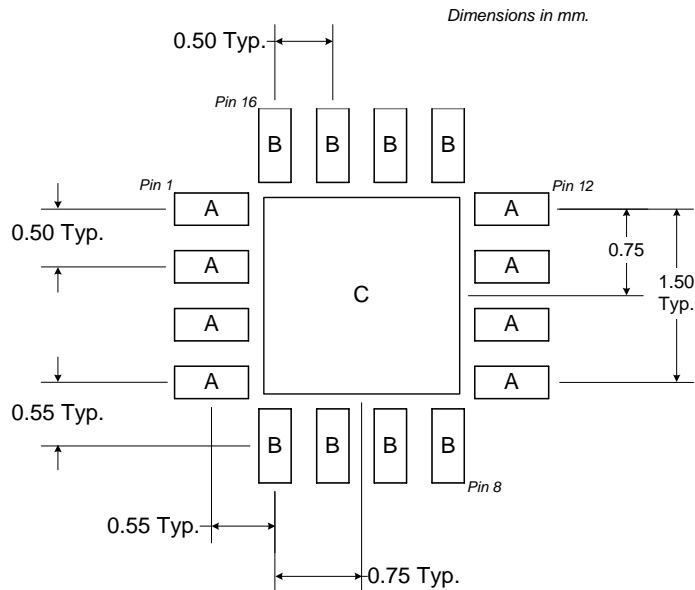 Dimensions in mm.
0.50 Typ.
Pin 16
B B B B
Pin 1
A
A
Pin 12
0.50 Typ.
A
A
0.75
C
1.50
Typ.
A
A
A
A
0.55 Typ.
B B B B
Pin 8
0.55 Typ.
0.75 Typ.